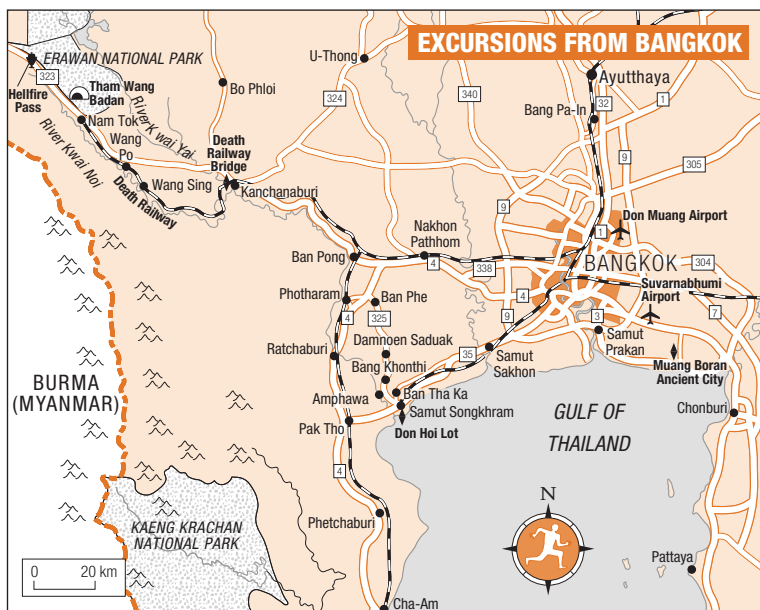 EXCURSIONS FROM BANGKOK
ERAWAN NATIONAL PARK
323
Hellfire
Pass
Tham Wang
Badan
Nam Tok
River Kwai Yai
River Kwai Noi
Wang
Po
Death Railway
Wang Sing
Bo Phloi
U-Thong
324
340
Death
Railway
Bridge
Kanchanaburi
Ayutthaya
32
1
Bang Pa-In
9
305
9
Don Muang Airport
1
Nakhon
Pathhom
Ban Pong
4
338
BANGKOK
304
Suvarnabhumi
Airport
4
Photharam
Ban Phe
4
325
9
3
7
Damnoen Saduak
Samut
Prakan
35
Ratchaburi
Samut
Sakhon
Bang Khonthi
Muang Boran
Ancient City
BURMA
(MYANMAR)
Amphawa
Ban Tha Ka
Samut Songkhram
Chonburi
Pak Tho
Don Hoi Lot
GULF OF
THAILAND
4
N
KAENG KRACHAN
NATIONAL PARK
Phetchaburi
Pattaya
0 20 km
Cha-Am